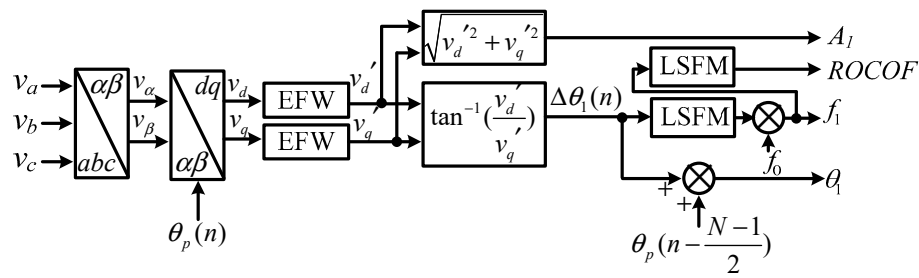 v_a
v_b
v_c
αβ
abc
v_α
v_β
dq
αβ
θ_p(n)
v_d
v_q
EFW
EFW
v_d'
v_q'
√(v_d'^2 + v_q'^2)
tan^{-1}(v_d'/v_q')
Δθ_1(n)
LSFM
LSFM
f_0
+
+
θ_p(n-\frac{N-1}{2})
A_1
ROCOF
f_1
θ_1